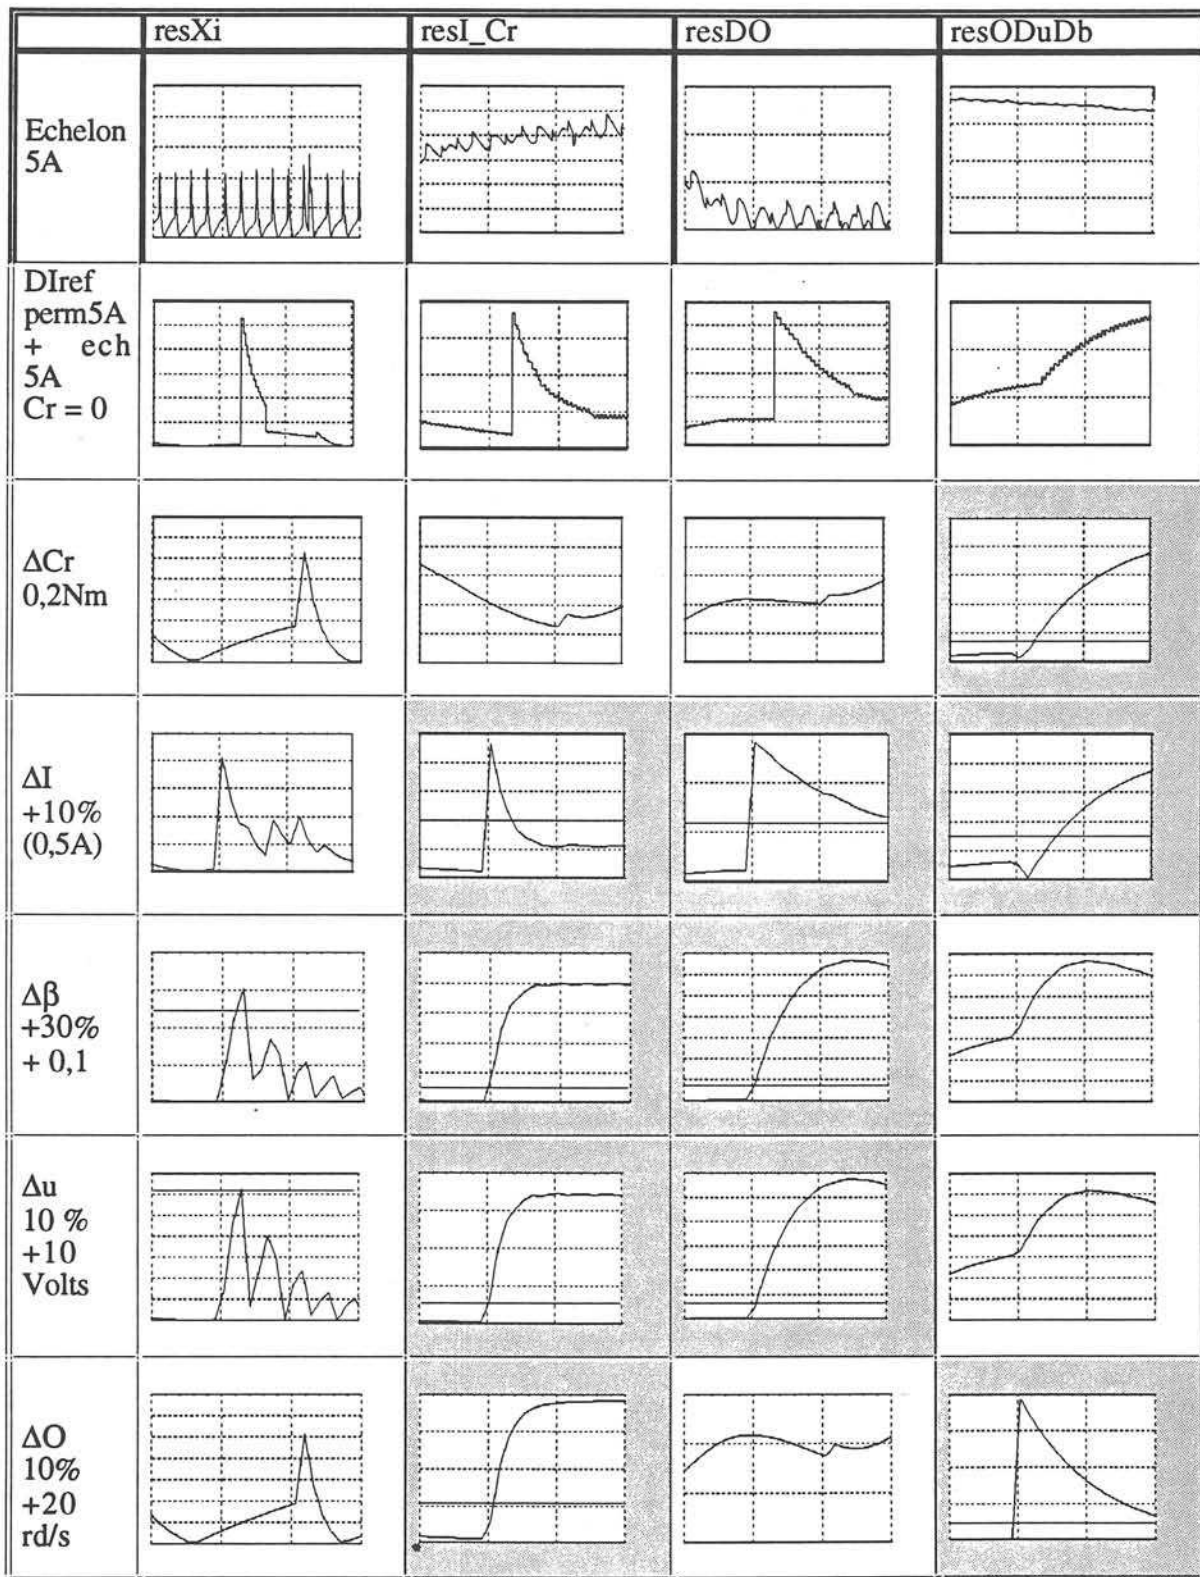 resXi resI_Cr resDO resODuDb
Echelon
5A
DIref
perm5A
+ ech
5A
Cr = 0
ΔCr
0,2Nm
ΔI
+10%
(0,5A)
Δβ
+30%
+ 0,1
Δu
10 %
+10
Volts
ΔO
10%
+20
rd/s